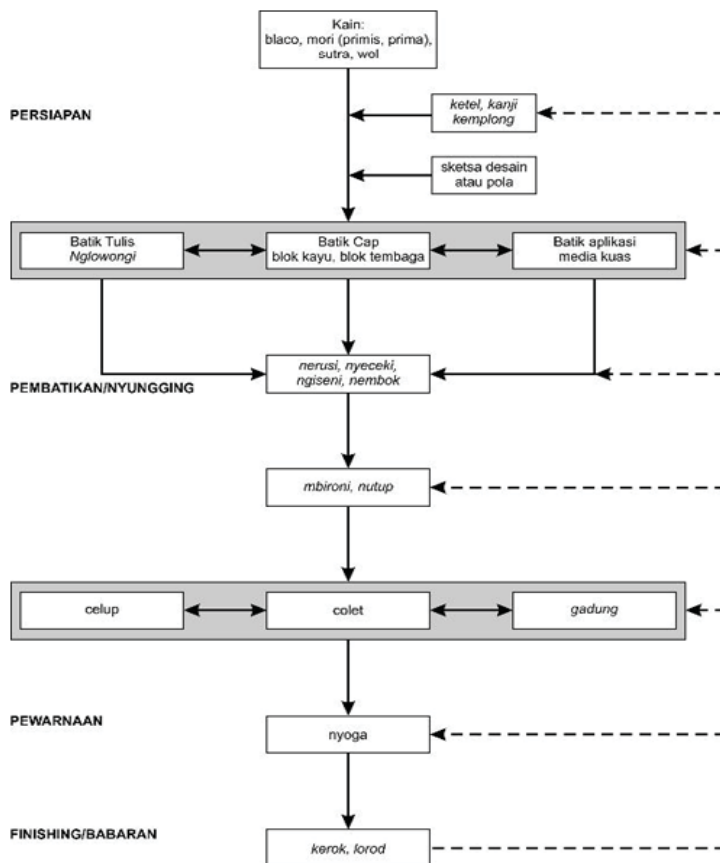 Kain:
blaco, mori (primis, prima),
sutra, wol
PERSIAPAN
ketel, kanji
kemplong
sketsa desain
atau pola
Batik Tulis
Nglowongi
Batik Cap
blok kayu, blok tembaga
Batik aplikasi
media kuas
nerusi, nyeceki,
ngiseni, nembok
PEMBATIKAN/NYUNGGING
mbironi, nutup
celup
colet
gadung
PEWARNAAN
nyoga
FINISHING/BABARAN
kerok, lorod